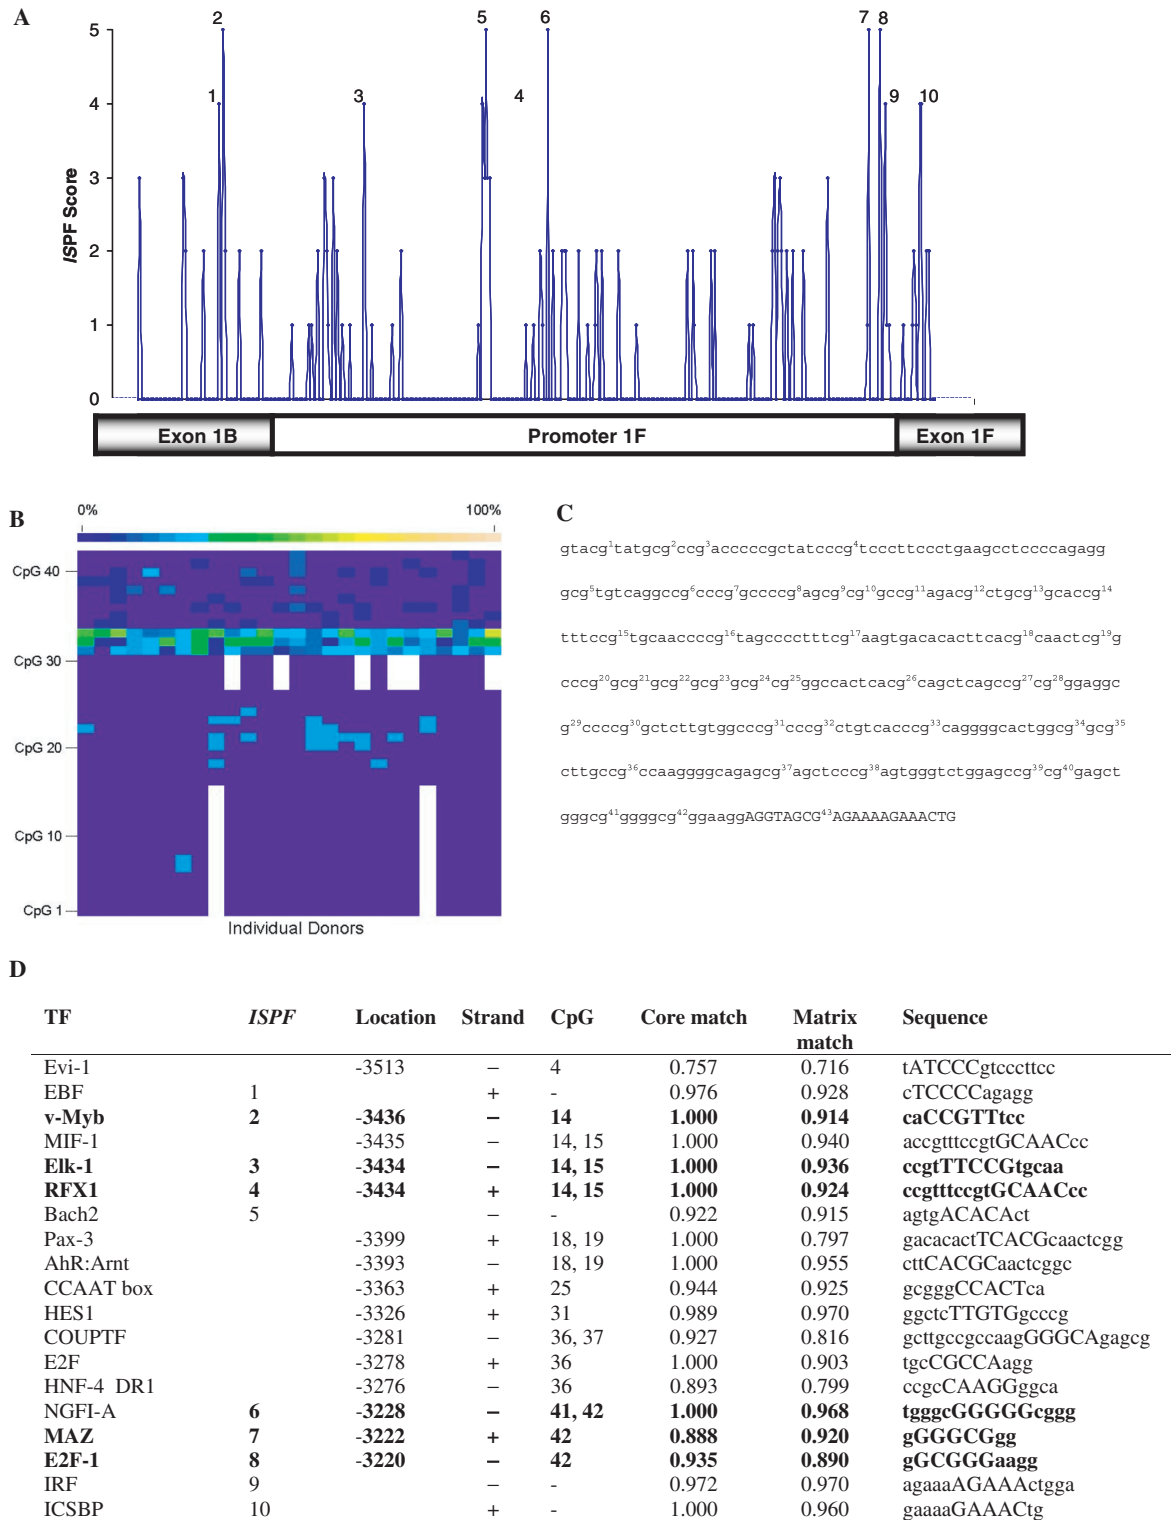 A
ISPF Score
5
4
3
2
1
0
1
2
3
4
5
6
7
8
9
10
Exon 1B
Promoter 1F
Exon 1F
B
0%
100%
CpG 40
CpG 30
CpG 20
CpG 10
CpG 1
Individual Donors
C
gtacg1tatgcg2ccg3acccccgctatcccg4tcccttccctgaagcctccccagagg
gcg5tgtcaggccg6cccg7gccccg8agcg9cg10gccg11agacg12ctgcg13gcaccg14
tttccg15tgcaaccccg16tagcccctttcg17aagtgacacacttcacg18caactcg19g
cccg20gcg21gcg22gcg23gcg24cg25ggccactcacg26cagctcagccg27cg28ggaggc
g29ccccg30gctcttgtggcccg31cccg32ctgtcacccg33caggggcactggcg34gcg35
cttgccg36ccaaggggcagagcg37agctcccg38agtgggtctggagccg39cg40gagct
gggcg41ggggcg42ggaaggAGGTAGCG43AGAAAAGAAACTG
D
TF ISPF Location Strand CpG Core match Matrix match Sequence
Evi-1 -3513 – 4 0.757 0.716 tATCCCgtcccttcc
EBF 1 + - 0.976 0.928 cTCCCCagagg
v-Myb 2 -3436 – 14 1.000 0.914 caCCGTTtcc
MIF-1 -3435 – 14, 15 1.000 0.940 accgtttccgtGCAACcc
Elk-1 3 -3434 – 14, 15 1.000 0.936 ccgtTTCCGtgcaa
RFX1 4 -3434 + 14, 15 1.000 0.924 ccgtttccgtGCAACcc
Bach2 5 – - 0.922 0.915 agtgACACAct
Pax-3 -3399 + 18, 19 1.000 0.797 gacacactTCACGcaactcgg
AhR:Arnt -3393 – 18, 19 1.000 0.955 cttCACGCaactcggc
CCAAT box -3363 + 25 0.944 0.925 gcgggCCACTca
HES1 -3326 + 31 0.989 0.970 ggctcTTGTGgcccg
COUPTF -3281 – 36, 37 0.927 0.816 gcttgccgccaagGGGCAgagcg
E2F -3278 + 36 1.000 0.903 tgcCGCCAagg
HNF-4 DR1 -3276 – 36 0.893 0.799 ccgcCAAGGggca
NGFI-A 6 -3228 – 41, 42 1.000 0.968 tgggcGGGGGcggg
MAZ 7 -3222 + 42 0.888 0.920 gGGGCGgg
E2F-1 8 -3220 – 42 0.935 0.890 gGCGGGaagg
IRF 9 – - 0.972 0.970 agaaaAGAAActgga
ICSBP 10 + - 1.000 0.960 gaaaaGAAACtg